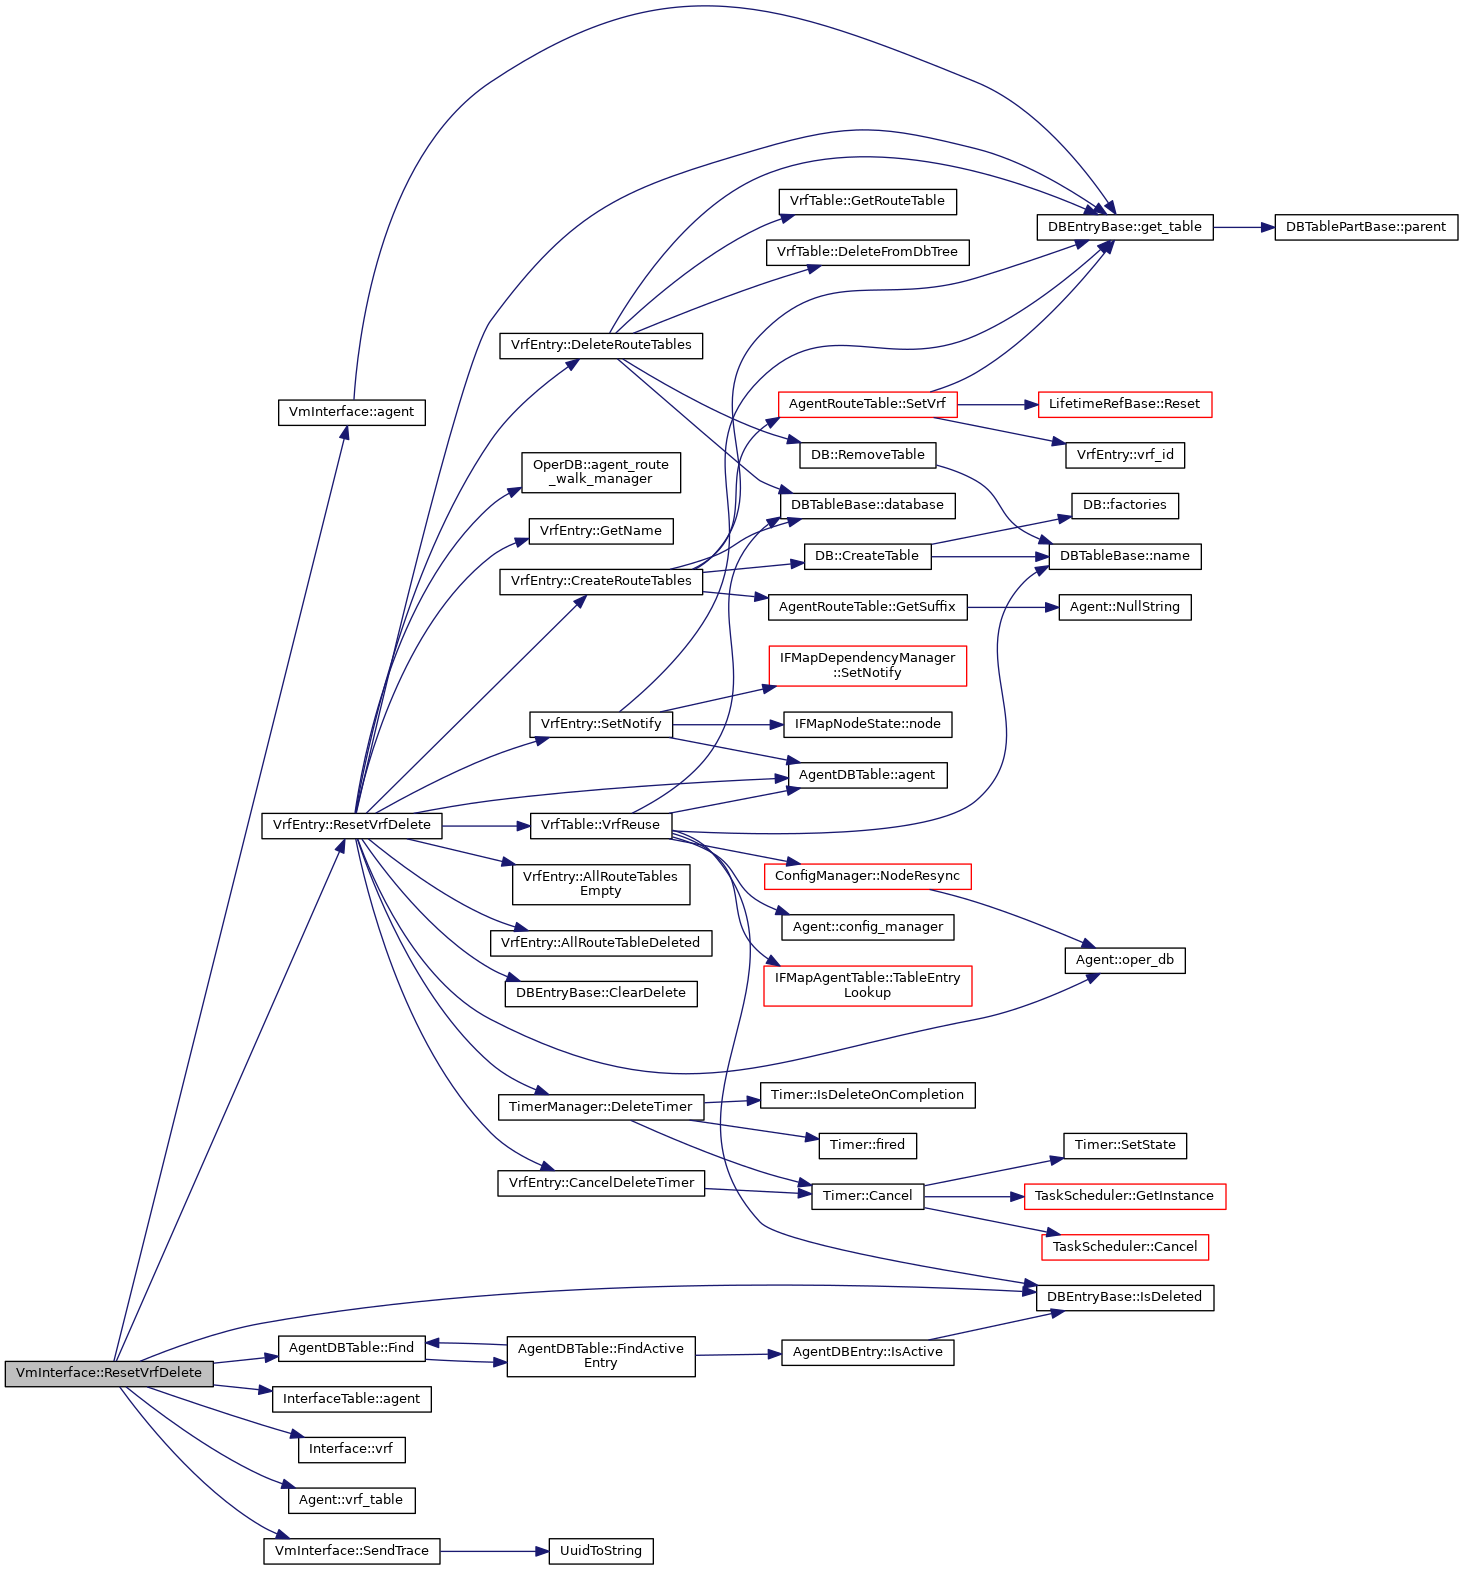 VrfTable::GetRouteTable
DBEntryBase::get_table
DBTablePartBase::parent
VrfTable::DeleteFromDbTree
VrfEntry::DeleteRouteTables
VmInterface::agent
AgentRouteTable::SetVrf
LifetimeRefBase::Reset
DB::RemoveTable
VrfEntry::vrf_id
OperDB::agent_route
_walk_manager
DBTableBase::database
DB::factories
VrfEntry::GetName
DB::CreateTable
DBTableBase::name
VrfEntry::CreateRouteTables
AgentRouteTable::GetSuffix
Agent::NullString
IFMapDependencyManager
::SetNotify
VrfEntry::SetNotify
IFMapNodeState::node
AgentDBTable::agent
VrfEntry::ResetVrfDelete
VrfTable::VrfReuse
ConfigManager::NodeResync
VrfEntry::AllRouteTables
Empty
Agent::config_manager
VrfEntry::AllRouteTableDeleted
Agent::oper_db
IFMapAgentTable::TableEntry
Lookup
DBEntryBase::ClearDelete
Timer::IsDeleteOnCompletion
TimerManager::DeleteTimer
Timer::fired
Timer::SetState
VrfEntry::CancelDeleteTimer
Timer::Cancel
TaskScheduler::GetInstance
TaskScheduler::Cancel
DBEntryBase::IsDeleted
AgentDBTable::Find
AgentDBTable::FindActive
Entry
AgentDBEntry::IsActive
VmInterface::ResetVrfDelete
InterfaceTable::agent
Interface::vrf
Agent::vrf_table
VmInterface::SendTrace
UuidToString